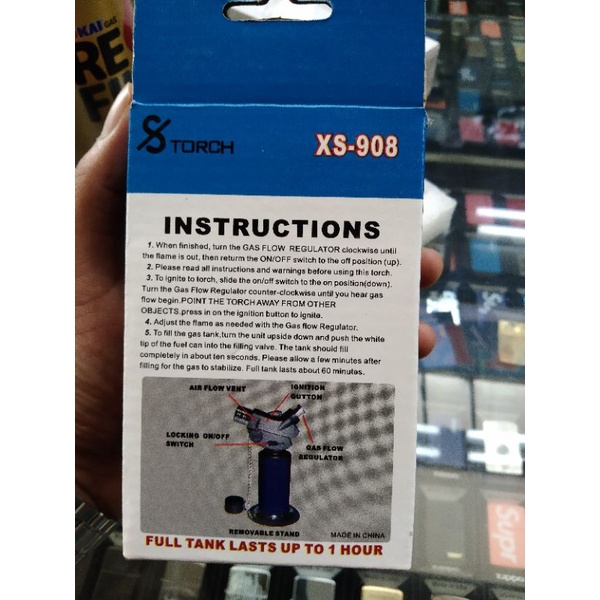 KAI GAS
RE
TORCH
XS-908
INSTRUCTIONS
1. When finished, turn the GAS FLOW REGULATOR clockwise until
the flame is out, then return the ON/OFF switch to the off position (up).
2. Please read all instructions and warnings before using this torch.
3. To ignite to torch, slide the on/off switch to the on position(down).
Turn the Gas Flow Regulator counter-clockwise until you hear gas
flow begin.POINT THE TORCH AWAY FROM OTHER
OBJECTS.press in on the ignition button to ignite.
4. Adjust the flame as needed with the Gas flow Regulator.
5. To fill the gas tank,turn the unit upside down and push the white
tip of the fuel can into the filling valve. The tank should fill
completely in about ten seconds. Please allow a few minutes after
filling for the gas to stabilize. Full tank lasts about 60 minutes.
AIR FLOW VENT
IGNITION
BUTTON
LOCKING ON/OFF
SWITCH
GAS FLOW
REGULATOR
REMOVABLE STAND
MADE IN CHINA
FULL TANK LASTS UP TO 1 HOUR
Supr